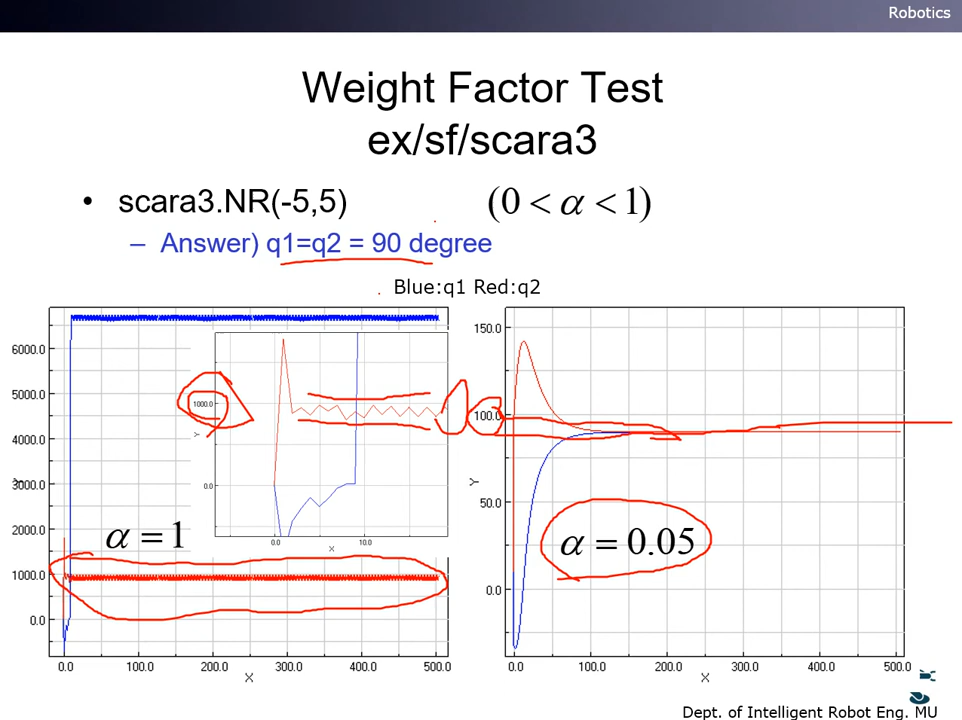 Robotics
Weight Factor Test
ex/sf/scara3
• scara3.NR(-5,5) (0 < α < 1)
– Answer) q1=q2 = 90 degree
Blue:q1 Red:q2
6000.0
5000.0
4000.0
3000.0
2000.0
1000.0
0.0
0.0 100.0 200.0 300.0 400.0 500.0
X
α = 1
1000.0
Y
0.0
0.0 10.0
X
150.0
100.0
50.0
0.0
Y
0.0 100.0 200.0 300.0 400.0 500.0
X
α = 0.05
Dept. of Intelligent Robot Eng. MU